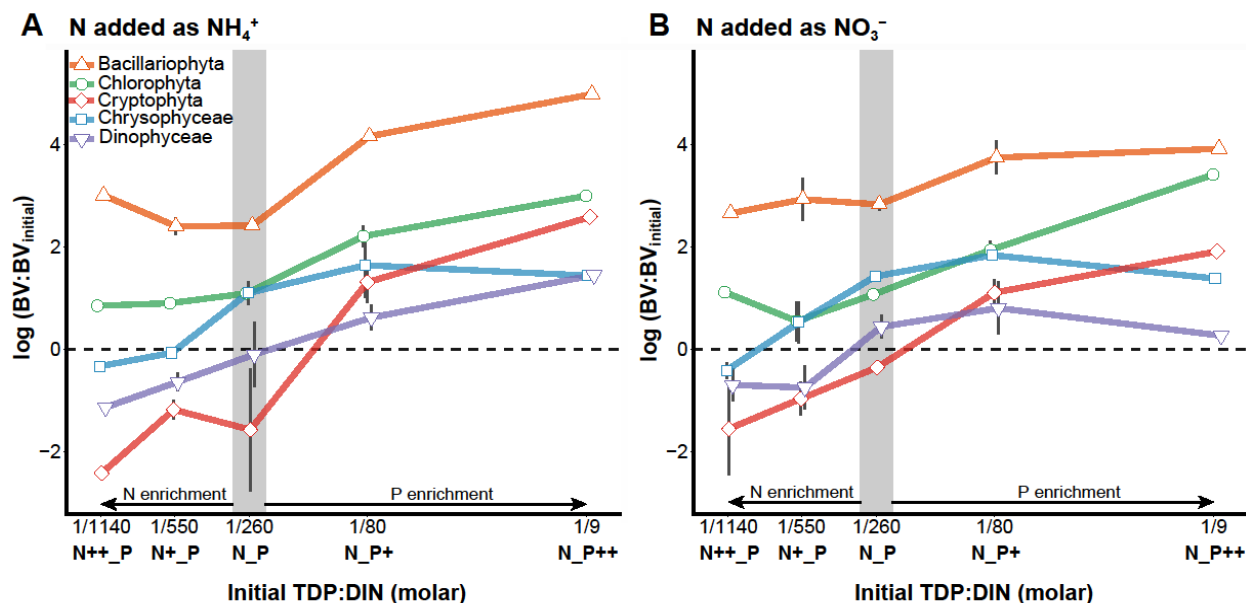 A N added as NH₄⁺
Bacillariophyta
Chlorophyta
Cryptophyta
Chrysophyceae
Dinophyceae
log (BV:BVinitial)
4
2
0
−2
N enrichment
P enrichment
1/1140 1/550 1/260 1/80 1/9
N++_P N+_P N_P N_P+ N_P++
Initial TDP:DIN (molar)
B N added as NO₃⁻
log (BV:BVinitial)
4
2
0
−2
N enrichment
P enrichment
1/1140 1/550 1/260 1/80 1/9
N++_P N+_P N_P N_P+ N_P++
Initial TDP:DIN (molar)